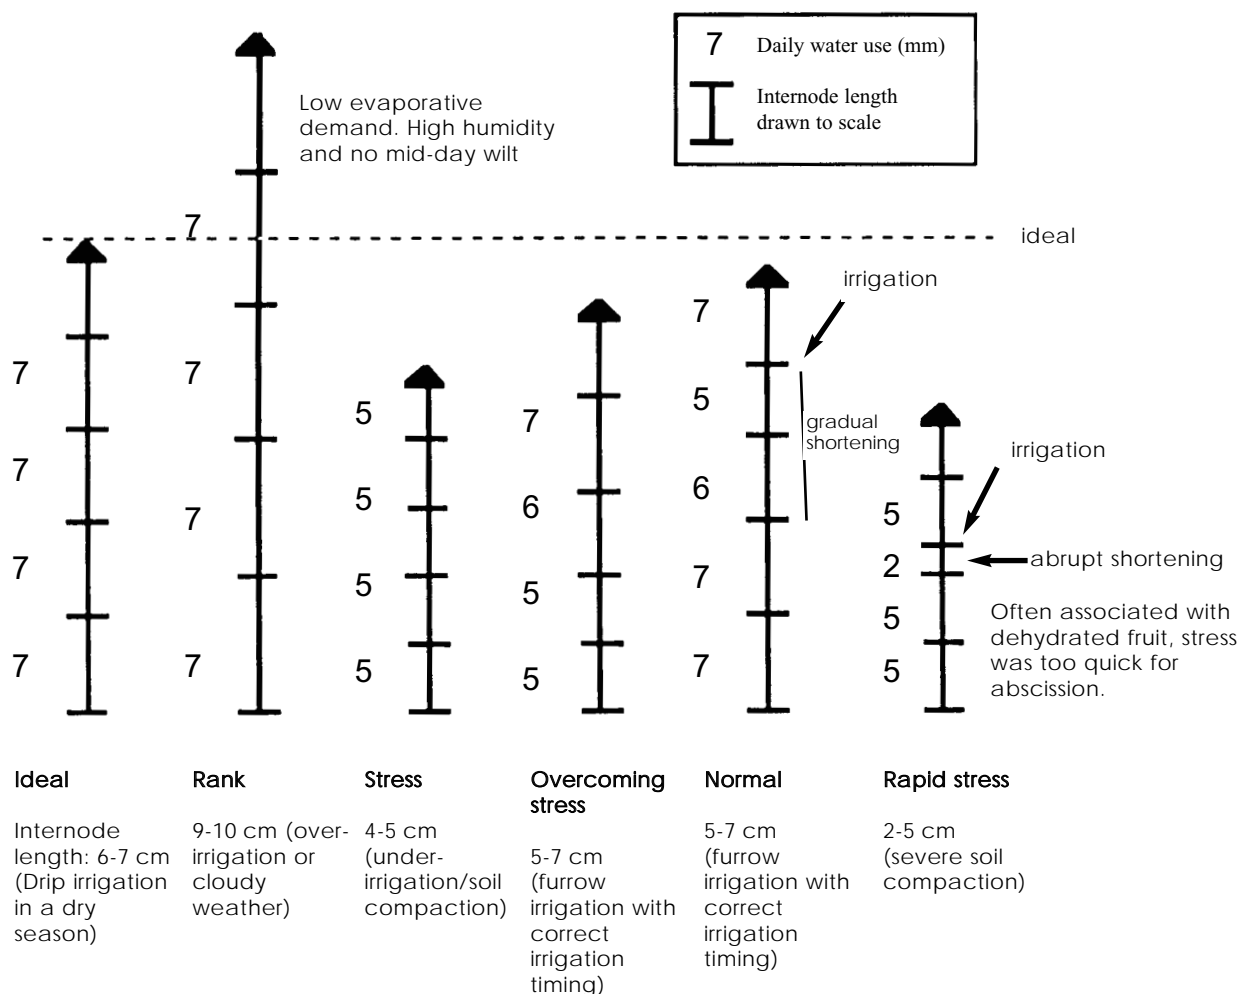 7 Daily water use (mm)
Internode length
drawn to scale
Low evaporative
demand. High humidity
and no mid-day wilt
ideal
7
7
7
7
7
7
7
7
5
5
5
5
7
6
5
5
7
5
6
7
7
irrigation
gradual
shortening
5
2
5
5
irrigation
abrupt shortening
Often associated with
dehydrated fruit, stress
was too quick for
abscission.
Ideal
Internode
length: 6-7 cm
(Drip irrigation
in a dry
season)
Rank
9-10 cm (over-
irrigation or
cloudy
weather)
Stress
4-5 cm
(under-
irrigation/soil
compaction)
Overcoming
stress
5-7 cm
(furrow
irrigation with
correct
irrigation
timing)
Normal
5-7 cm
(furrow
irrigation with
correct
irrigation
timing)
Rapid stress
2-5 cm
(severe soil
compaction)